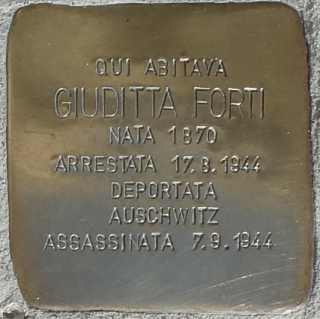 QUI ABITAVA
GIUDITTA FORTI
NATA 1870
ARRESTATA 17.8.1944
DEPORTATA
AUSCHWITZ
ASSASSINATA 7.9.1944